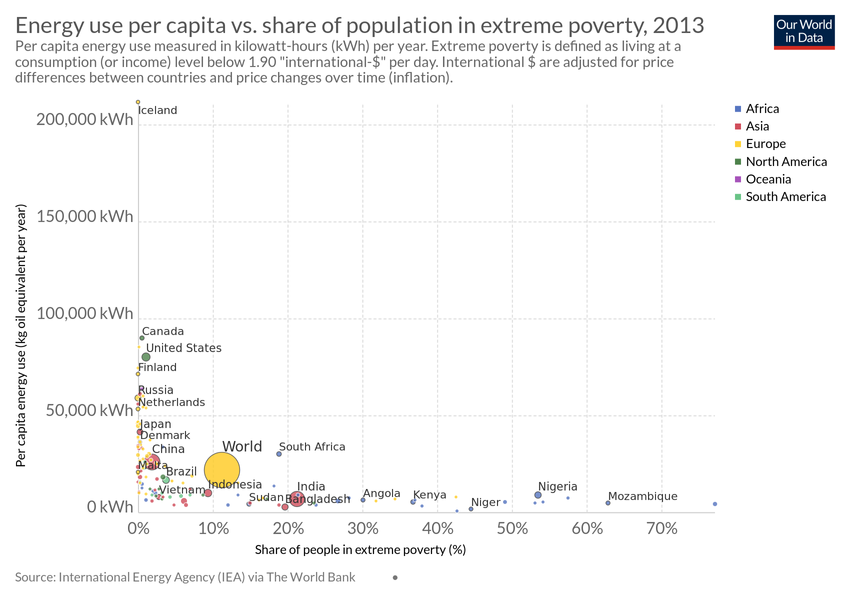 Energy use per capita vs. share of population in extreme poverty, 2013
Our World
in Data
Per capita energy use measured in kilowatt-hours (kWh) per year. Extreme poverty is defined as living at a
consumption (or income) level below 1.90 "international-$" per day. International $ are adjusted for price
differences between countries and price changes over time (inflation).
Africa
Asia
Europe
North America
Oceania
South America
Per capita energy use (kg oil equivalent per year)
200,000 kWh
150,000 kWh
100,000 kWh
50,000 kWh
0 kWh
Iceland
Canada
United States
Finland
Russia
Netherlands
Japan
Denmark
China
World
South Africa
Malta
Brazil
Vietnam
Indonesia
Sudan
Bangladesh
India
Angola
Kenya
Niger
Nigeria
Mozambique
0%
10%
20%
30%
40%
50%
60%
70%
Share of people in extreme poverty (%)
Source: International Energy Agency (IEA) via The World Bank